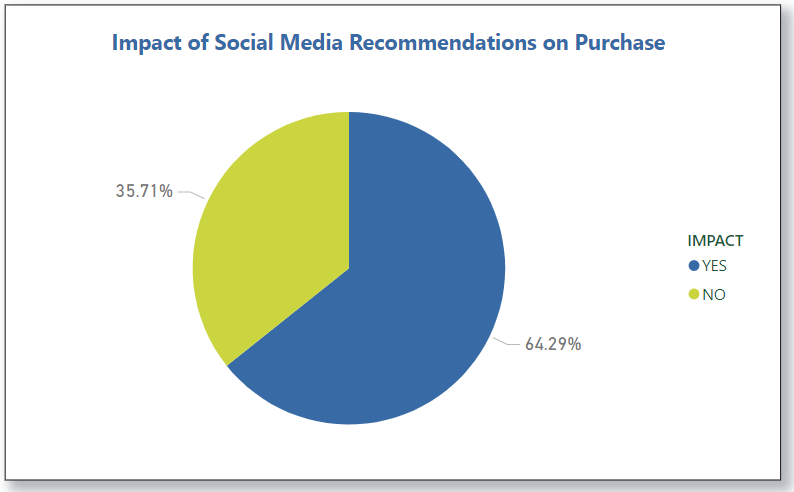 Impact of Social Media Recommendations on Purchase
35.71%
64.29%
IMPACT
YES
NO